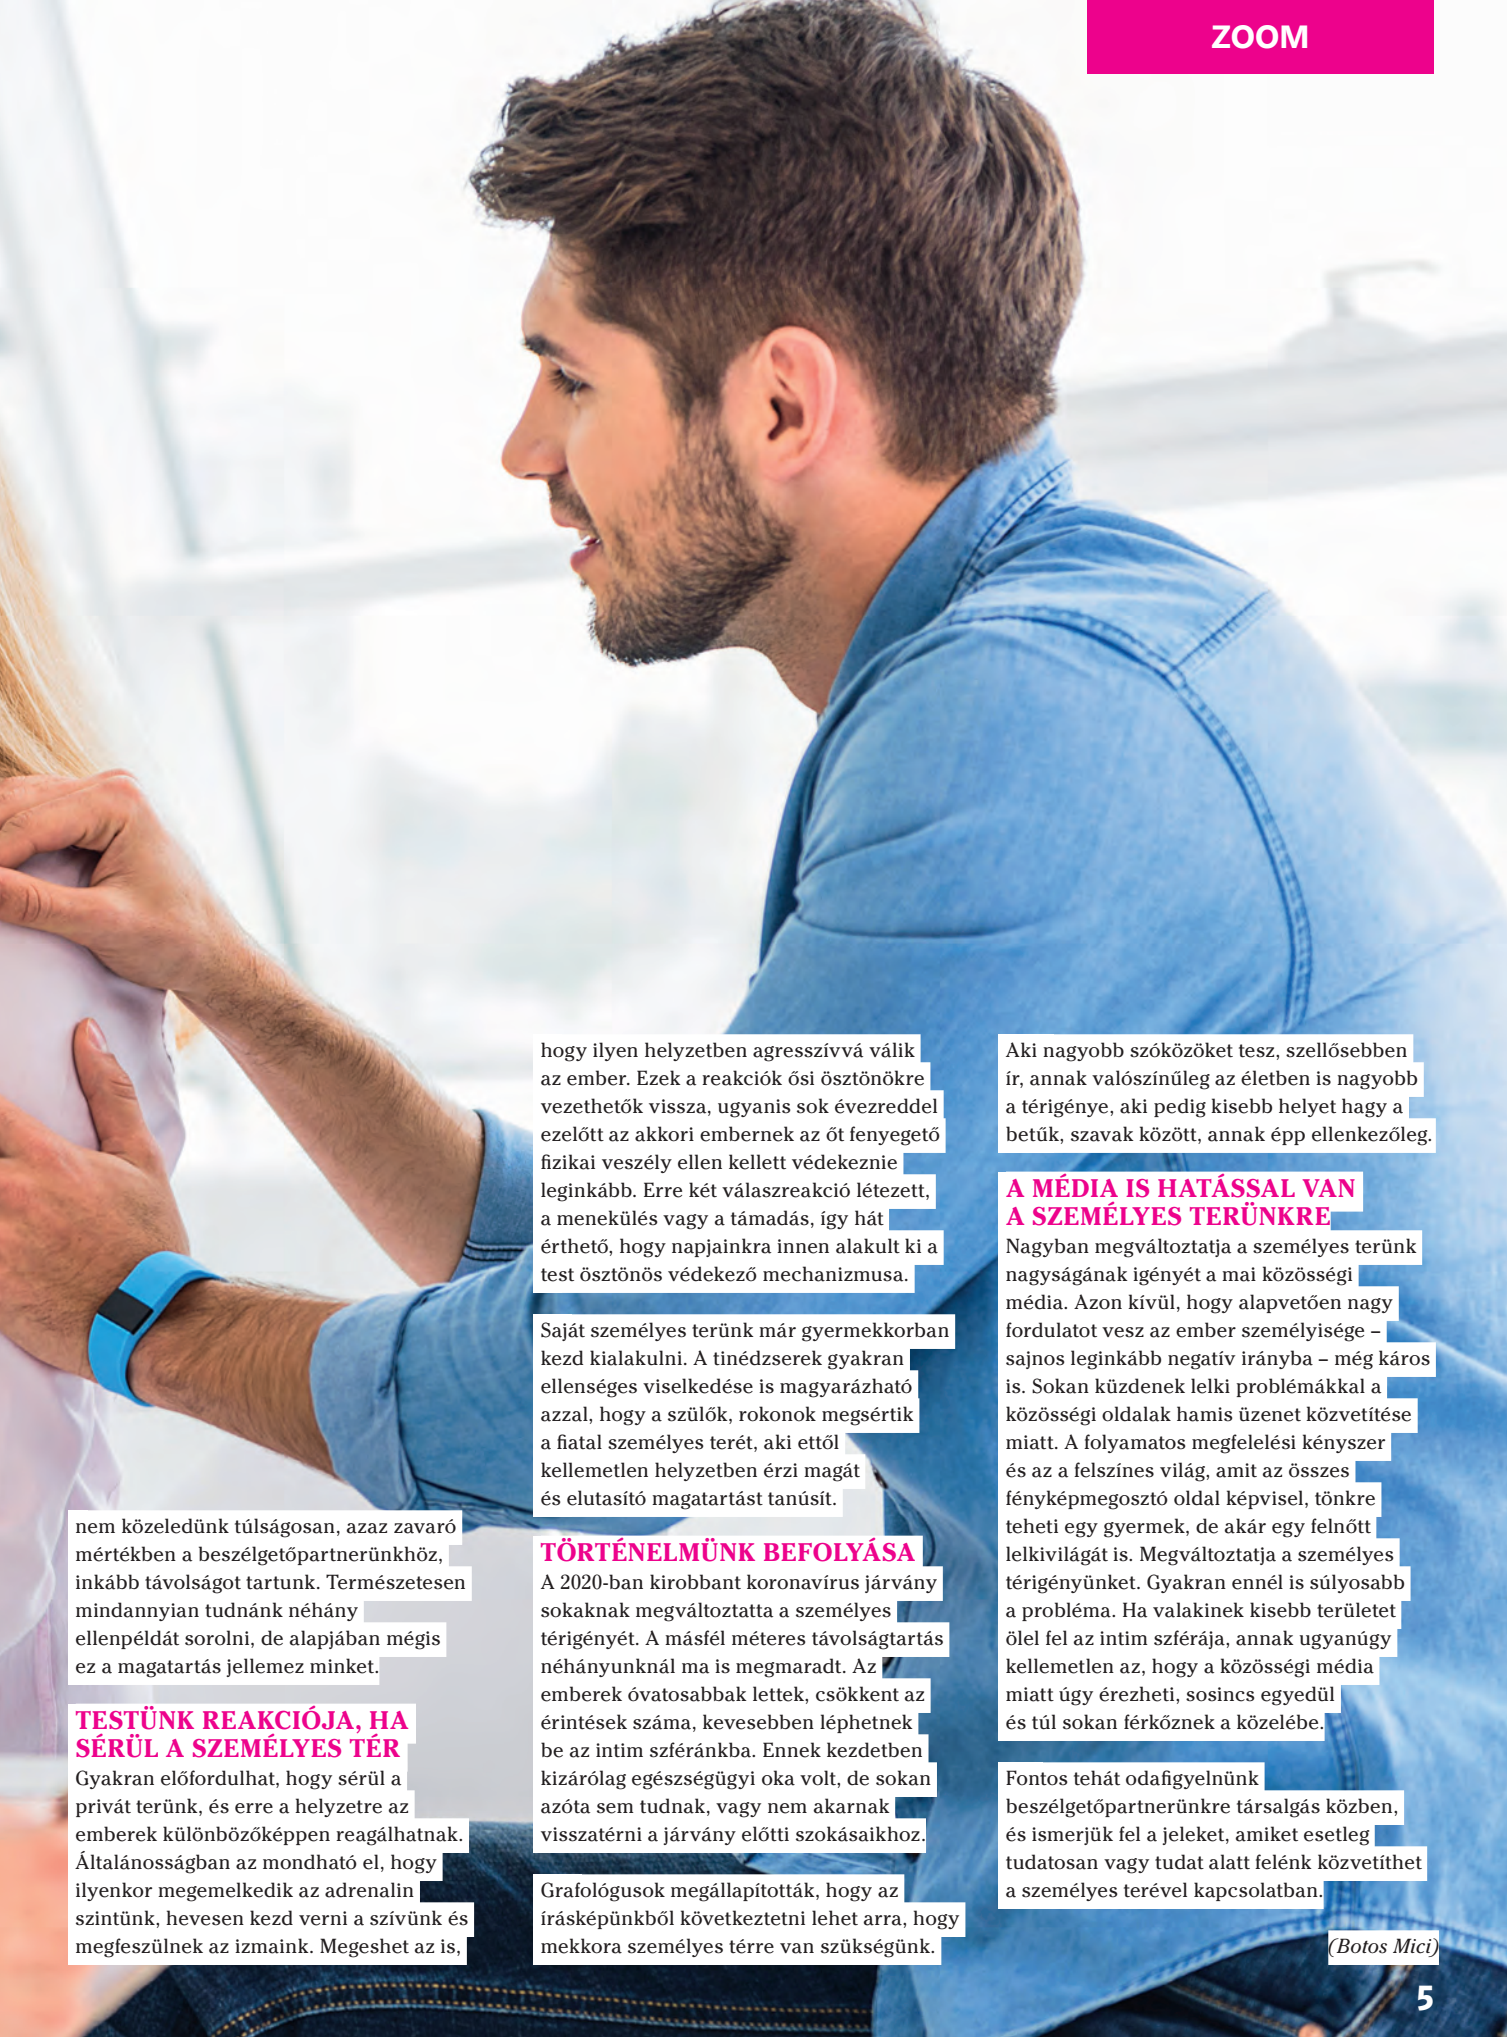 ZOOM
nem közeledünk túlságosan, azaz zavaró
mértékben a beszélgetőpartnerünkhöz,
inkább távolságot tartunk. Természetesen
mindannyian tudnánk néhány
ellenpéldát sorolni, de alapjában mégis
ez a magatartás jellemez minket.
TESTÜNK REAKCIÓJA, HA
SÉRÜL A SZEMÉLYES TÉR
Gyakran előfordulhat, hogy sérül a
privát terünk, és erre a helyzetre az
emberek különbözőképpen reagálhatnak.
Általánosságban az mondható el, hogy
ilyenkor megemelkedik az adrenalin
szintünk, hevesen kezd verni a szívünk és
megfeszülnek az izmaink. Megeshet az is,
hogy ilyen helyzetben agresszívvá válik
az ember. Ezek a reakciók ősi ösztönökre
vezethetők vissza, ugyanis sok évezreddel
ezelőtt az akkori embernek az őt fenyegető
fizikai veszély ellen kellett védekeznie
leginkább. Erre két válaszreakció létezett,
a menekülés vagy a támadás, így hát
érthető, hogy napjainkra innen alakult ki a
test ösztönös védekező mechanizmusa.
Saját személyes terünk már gyermekkorban
kezd kialakulni. A tinédzserek gyakran
ellenséges viselkedése is magyarázható
azzal, hogy a szülők, rokonok megsértik
a fiatal személyes terét, aki ettől
kellemetlen helyzetben érzi magát
és elutasító magatartást tanúsít.
TÖRTÉNELMÜNK BEFOLYÁSA
A 2020-ban kirobbant koronavírus járvány
sokaknak megváltoztatta a személyes
térigényét. A másfél méteres távolságtartás
néhányunknál ma is megmaradt. Az
emberek óvatosabbak lettek, csökkent az
érintések száma, kevesebben léphetnek
be az intim szféránkba. Ennek kezdetben
kizárólag egészségügyi oka volt, de sokan
azóta sem tudnak, vagy nem akarnak
visszatérni a járvány előtti szokásaikhoz.
Grafológusok megállapították, hogy az
írásképünkből következtetni lehet arra, hogy
mekkora személyes térre van szükségünk.
Aki nagyobb szóközöket tesz, szellősebben
ír, annak valószínűleg az életben is nagyobb
a térigénye, aki pedig kisebb helyet hagy a
betűk, szavak között, annak épp ellenkezőleg.
A MÉDIA IS HATÁSSAL VAN
A SZEMÉLYES TERÜNKRE
Nagyban megváltoztatja a személyes terünk
nagyságának igényét a mai közösségi
média. Azon kívül, hogy alapvetően nagy
fordulatot vesz az ember személyisége –
sajnos leginkább negatív irányba – még káros
is. Sokan küzdenek lelki problémákkal a
közösségi oldalak hamis üzenet közvetítése
miatt. A folyamatos megfelelési kényszer
és az a felszínes világ, amit az összes
fényképmegosztó oldal képvisel, tönkre
teheti egy gyermek, de akár egy felnőtt
lelkivilágát is. Megváltoztatja a személyes
térigényünket. Gyakran ennél is súlyosabb
a probléma. Ha valakinek kisebb területet
ölel fel az intim szférája, annak ugyanúgy
kellemetlen az, hogy a közösségi média
miatt úgy érezheti, sosincs egyedül
és túl sokan férkőznek a közelébe.
Fontos tehát odafigyelnünk
beszélgetőpartnerünkre társalgás közben,
és ismerjük fel a jeleket, amiket esetleg
tudatosan vagy tudat alatt felénk közvetíthet
a személyes terével kapcsolatban.
(Botos Mici)
5